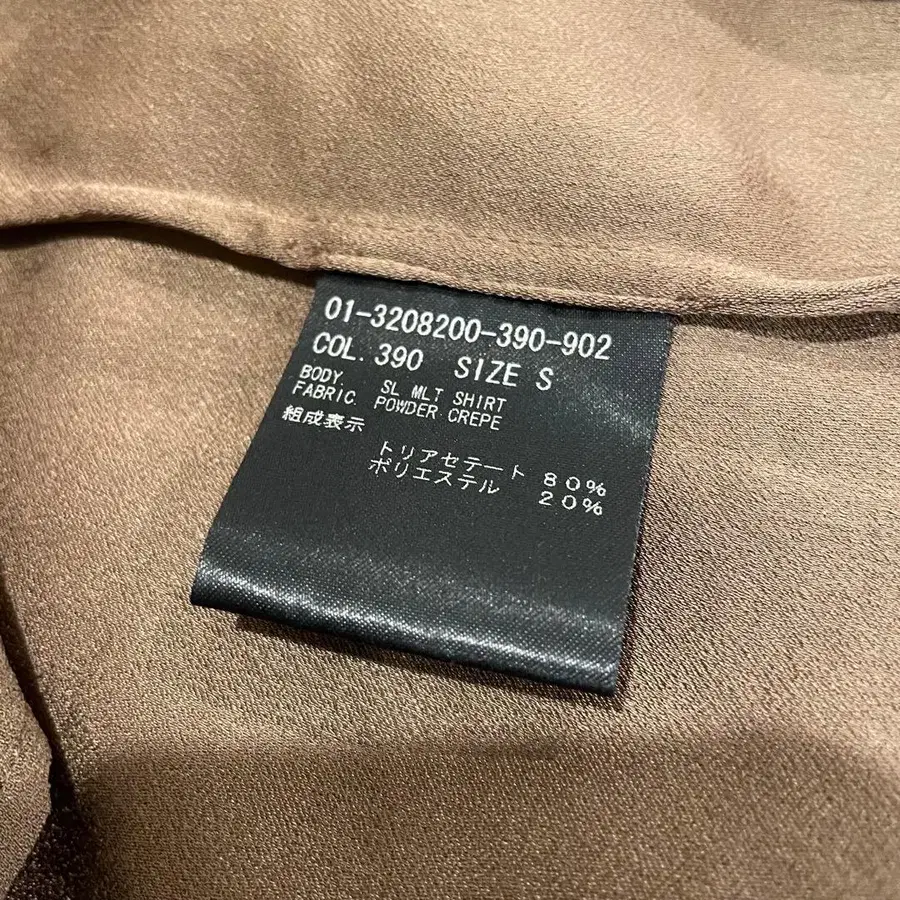 01-3208200-390-902
COL. 390 SIZE S
BODY SL MLT SHIRT
FABRIC. POWDER CREPE
組成表示
トリアセテート 80%
ポリエステル 20%